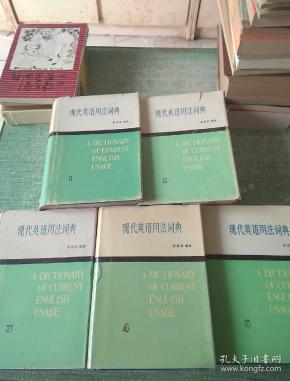 现代英语用法词典
A DICTIONARY
OF CURRENT
ENGLISH
USAGE
1
现代英语用法词典
A DICTIONARY
OF CURRENT
ENGLISH
USAGE
2
现代英语用法词典
A DICTIONARY
OF CURRENT
ENGLISH
USAGE
3
现代英语用法词典
A DICTIONARY
OF CURRENT
ENGLISH
USAGE
4
现代英语用法词典
A DICTIONARY
OF CURRENT
ENGLISH
USAGE
5
孔夫子旧书网